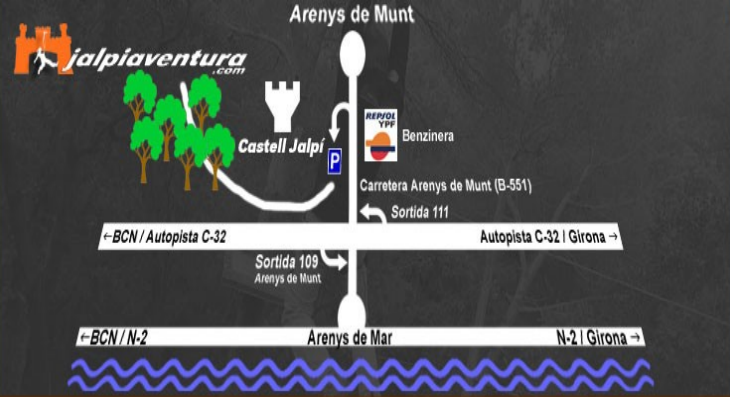 Arenys de Munt
jalpiaventura
.com
REPSOL
YPF
Benzinera
Castell Jalpí
P
Carretera Arenys de Munt (B-551)
Sortida 111
←BCN / Autopista C-32
Autopista C-32 / Girona →
Sortida 109
Arenys de Munt
←BCN / N-2
Arenys de Mar
N-2 / Girona →